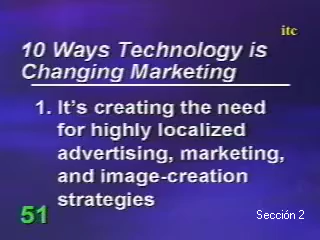 itc
10 Ways Technology is
Changing Marketing
1. It's creating the need
for highly localized
advertising, marketing,
and image-creation
strategies
51
Sección 2